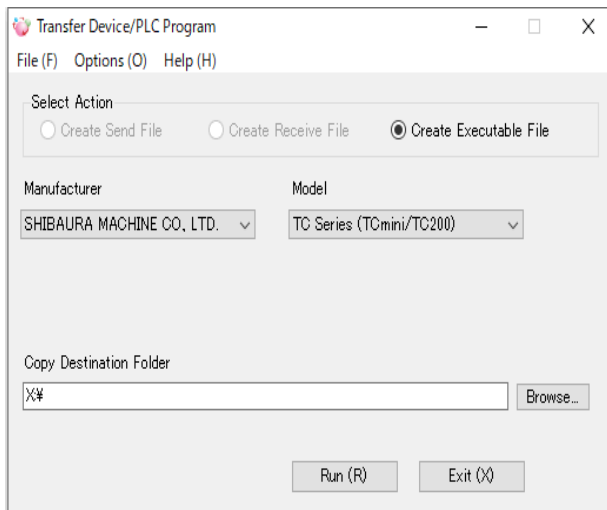 Transfer Device/PLC Program
File (F) Options (O) Help (H)
Select Action
Create Send File Create Receive File Create Executable File
Manufacturer Model
SHIBAURA MACHINE CO, LTD. TC Series (TCmini/TC200)
Copy Destination Folder
X:¥ Browse...
Run (R) Exit (X)